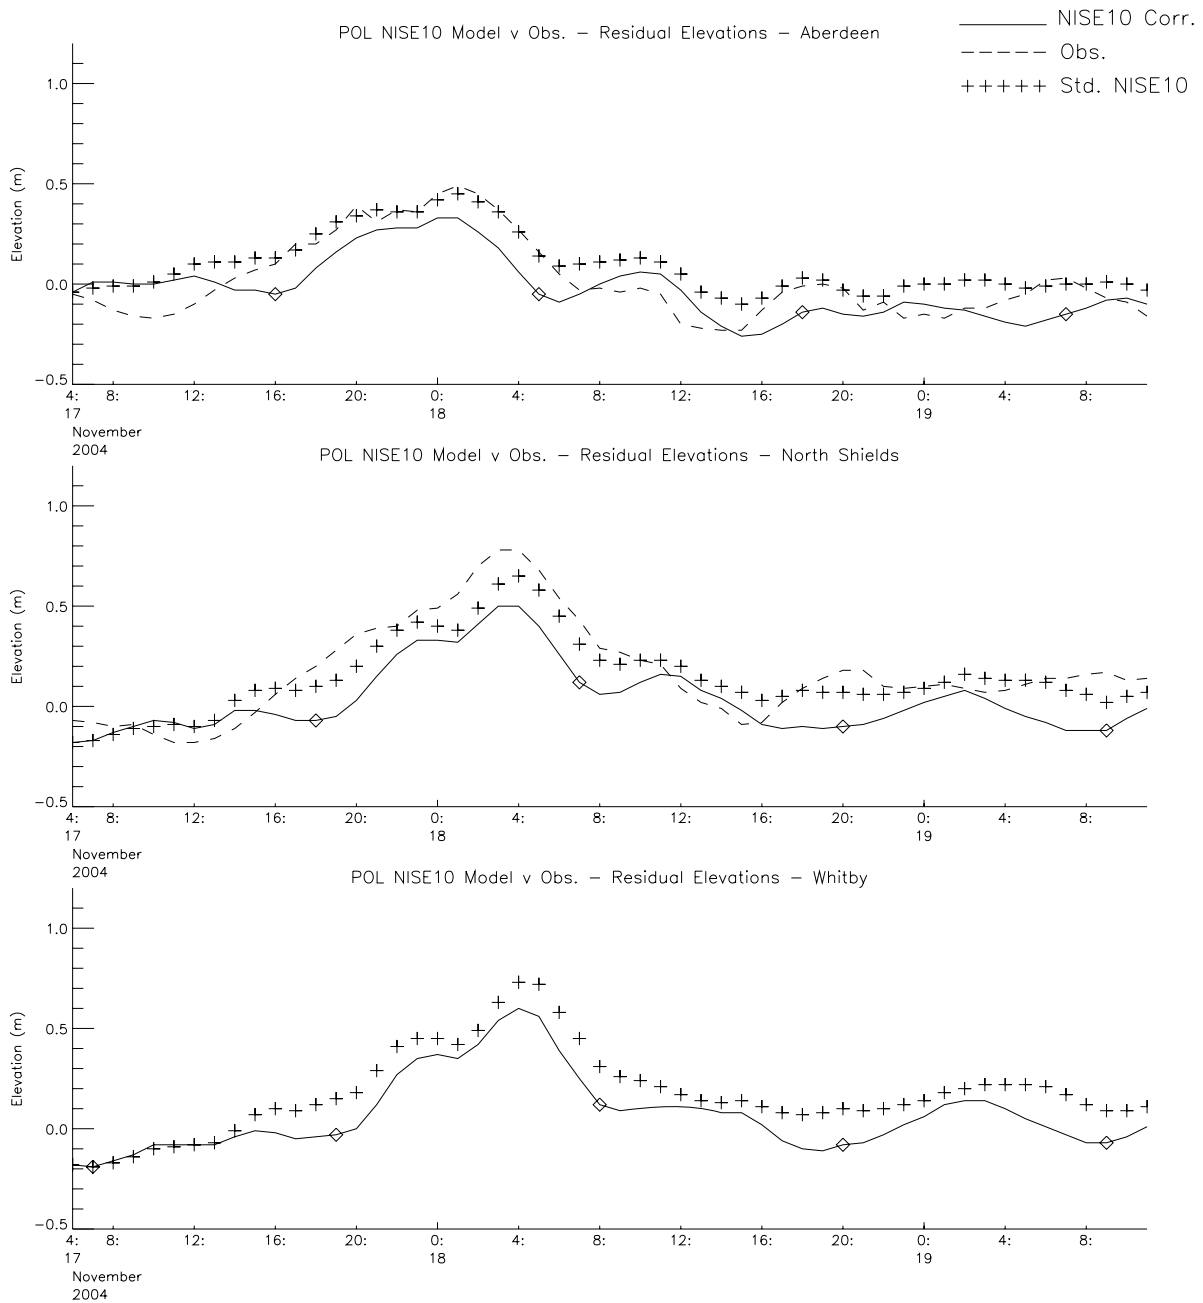 POL NISE10 Model v Obs. – Residual Elevations – Aberdeen
NISE10 Corr.
Obs.
+++++ Std. NISE10
Elevation (m)
1.0
0.5
0.0
−0.5
4: 8: 12: 16: 20: 0: 4: 8: 12: 16: 20: 0: 4: 8:
17 18 19
November
2004
POL NISE10 Model v Obs. – Residual Elevations – North Shields
Elevation (m)
1.0
0.5
0.0
−0.5
4: 8: 12: 16: 20: 0: 4: 8: 12: 16: 20: 0: 4: 8:
17 18 19
November
2004
POL NISE10 Model v Obs. – Residual Elevations – Whitby
Elevation (m)
1.0
0.5
0.0
−0.5
4: 8: 12: 16: 20: 0: 4: 8: 12: 16: 20: 0: 4: 8:
17 18 19
November
2004